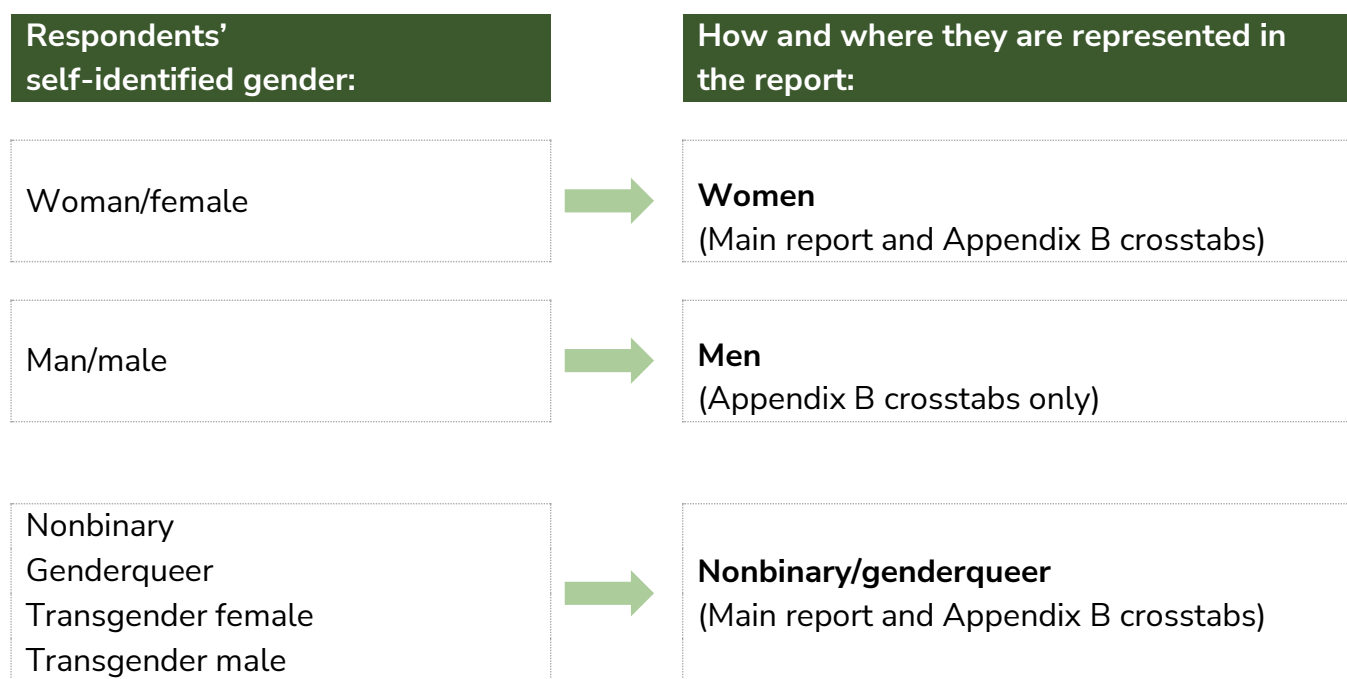 Respondents’
self-identified gender:
How and where they are represented in
the report:
Woman/female
Women
(Main report and Appendix B crosstabs)
Man/male
Men
(Appendix B crosstabs only)
Nonbinary
Genderqueer
Transgender female
Transgender male
Nonbinary/genderqueer
(Main report and Appendix B crosstabs)